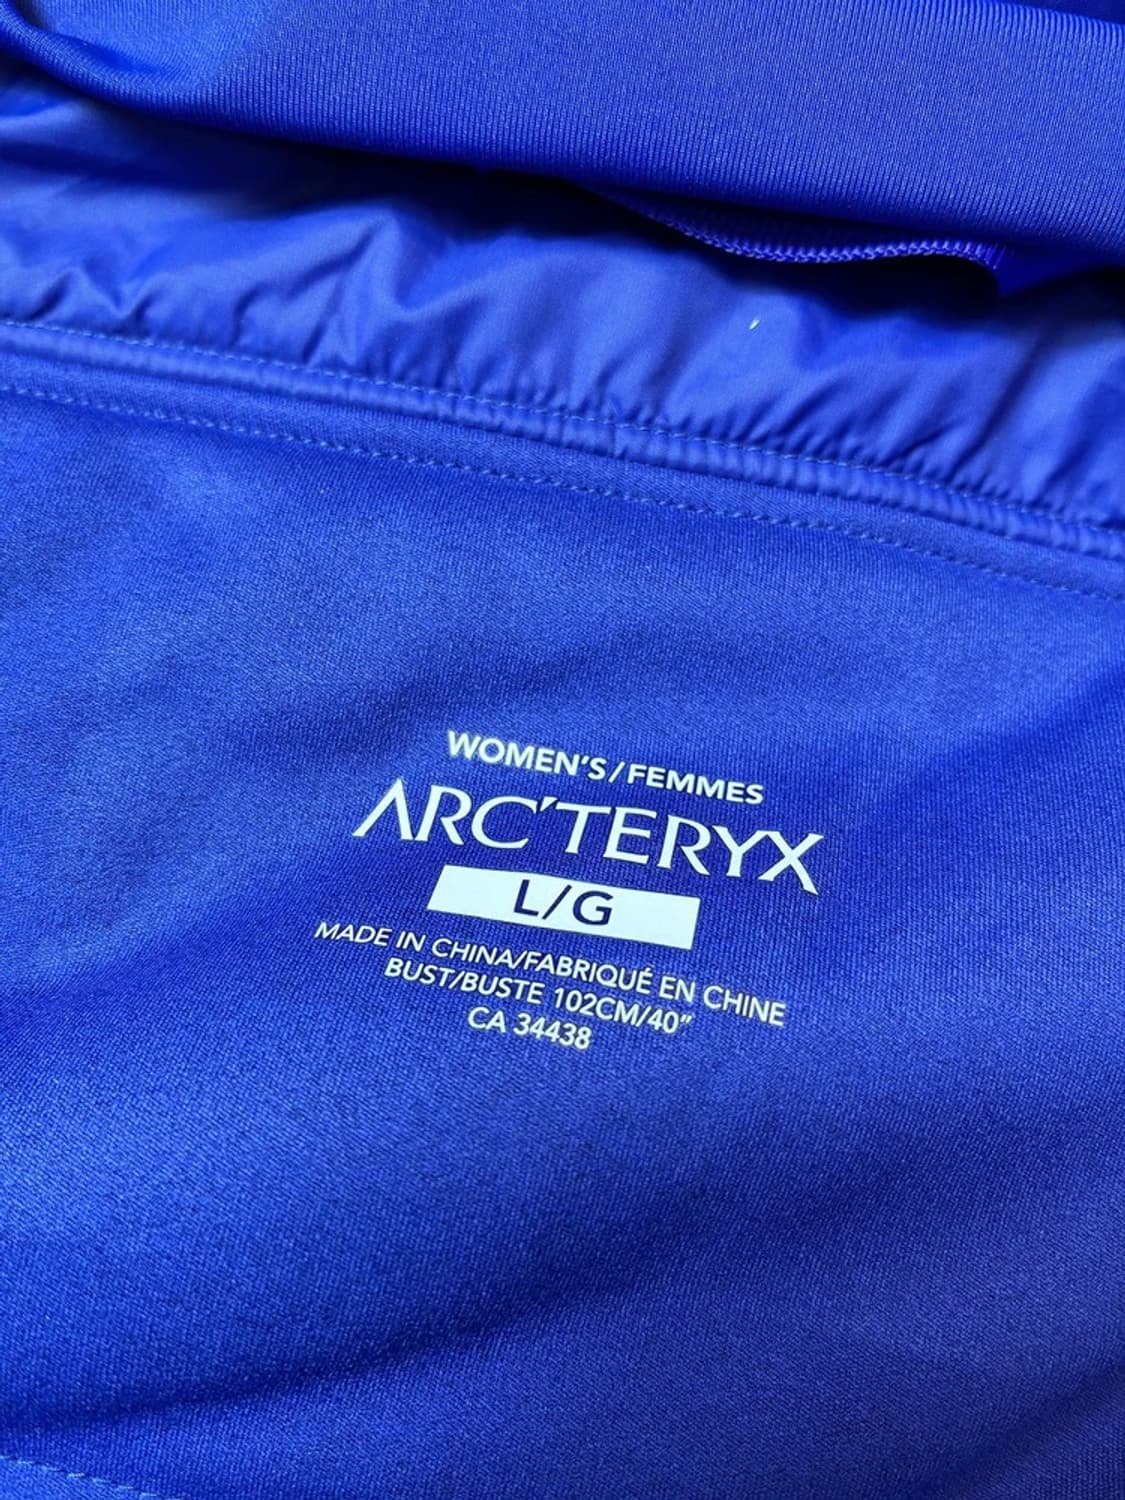 WOMEN'S/FEMMES
ARC'TERYX
L/G
MADE IN CHINA/FABRIQUÉ EN CHINE
BUST/BUSTE 102CM/40"
CA 34438